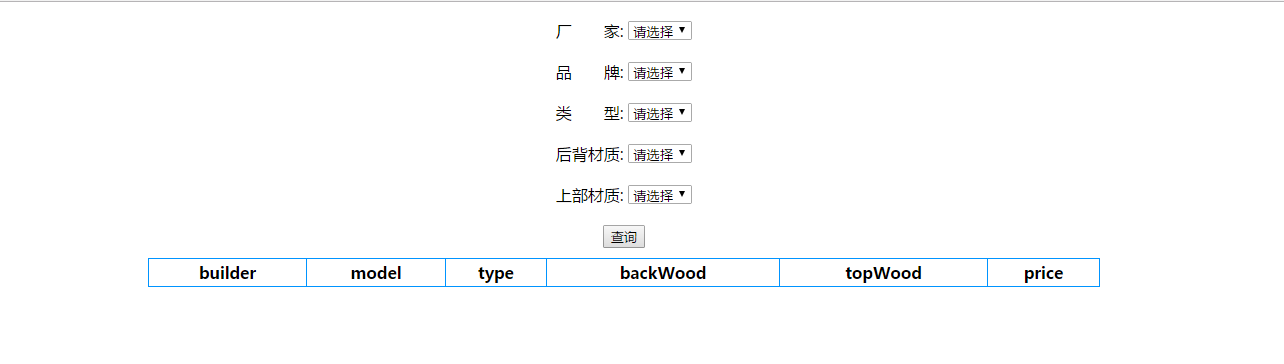 厂 家: 请选择
品 牌: 请选择
类 型: 请选择
后背材质: 请选择
上部材质: 请选择
查询
builder model type backWood topWood price